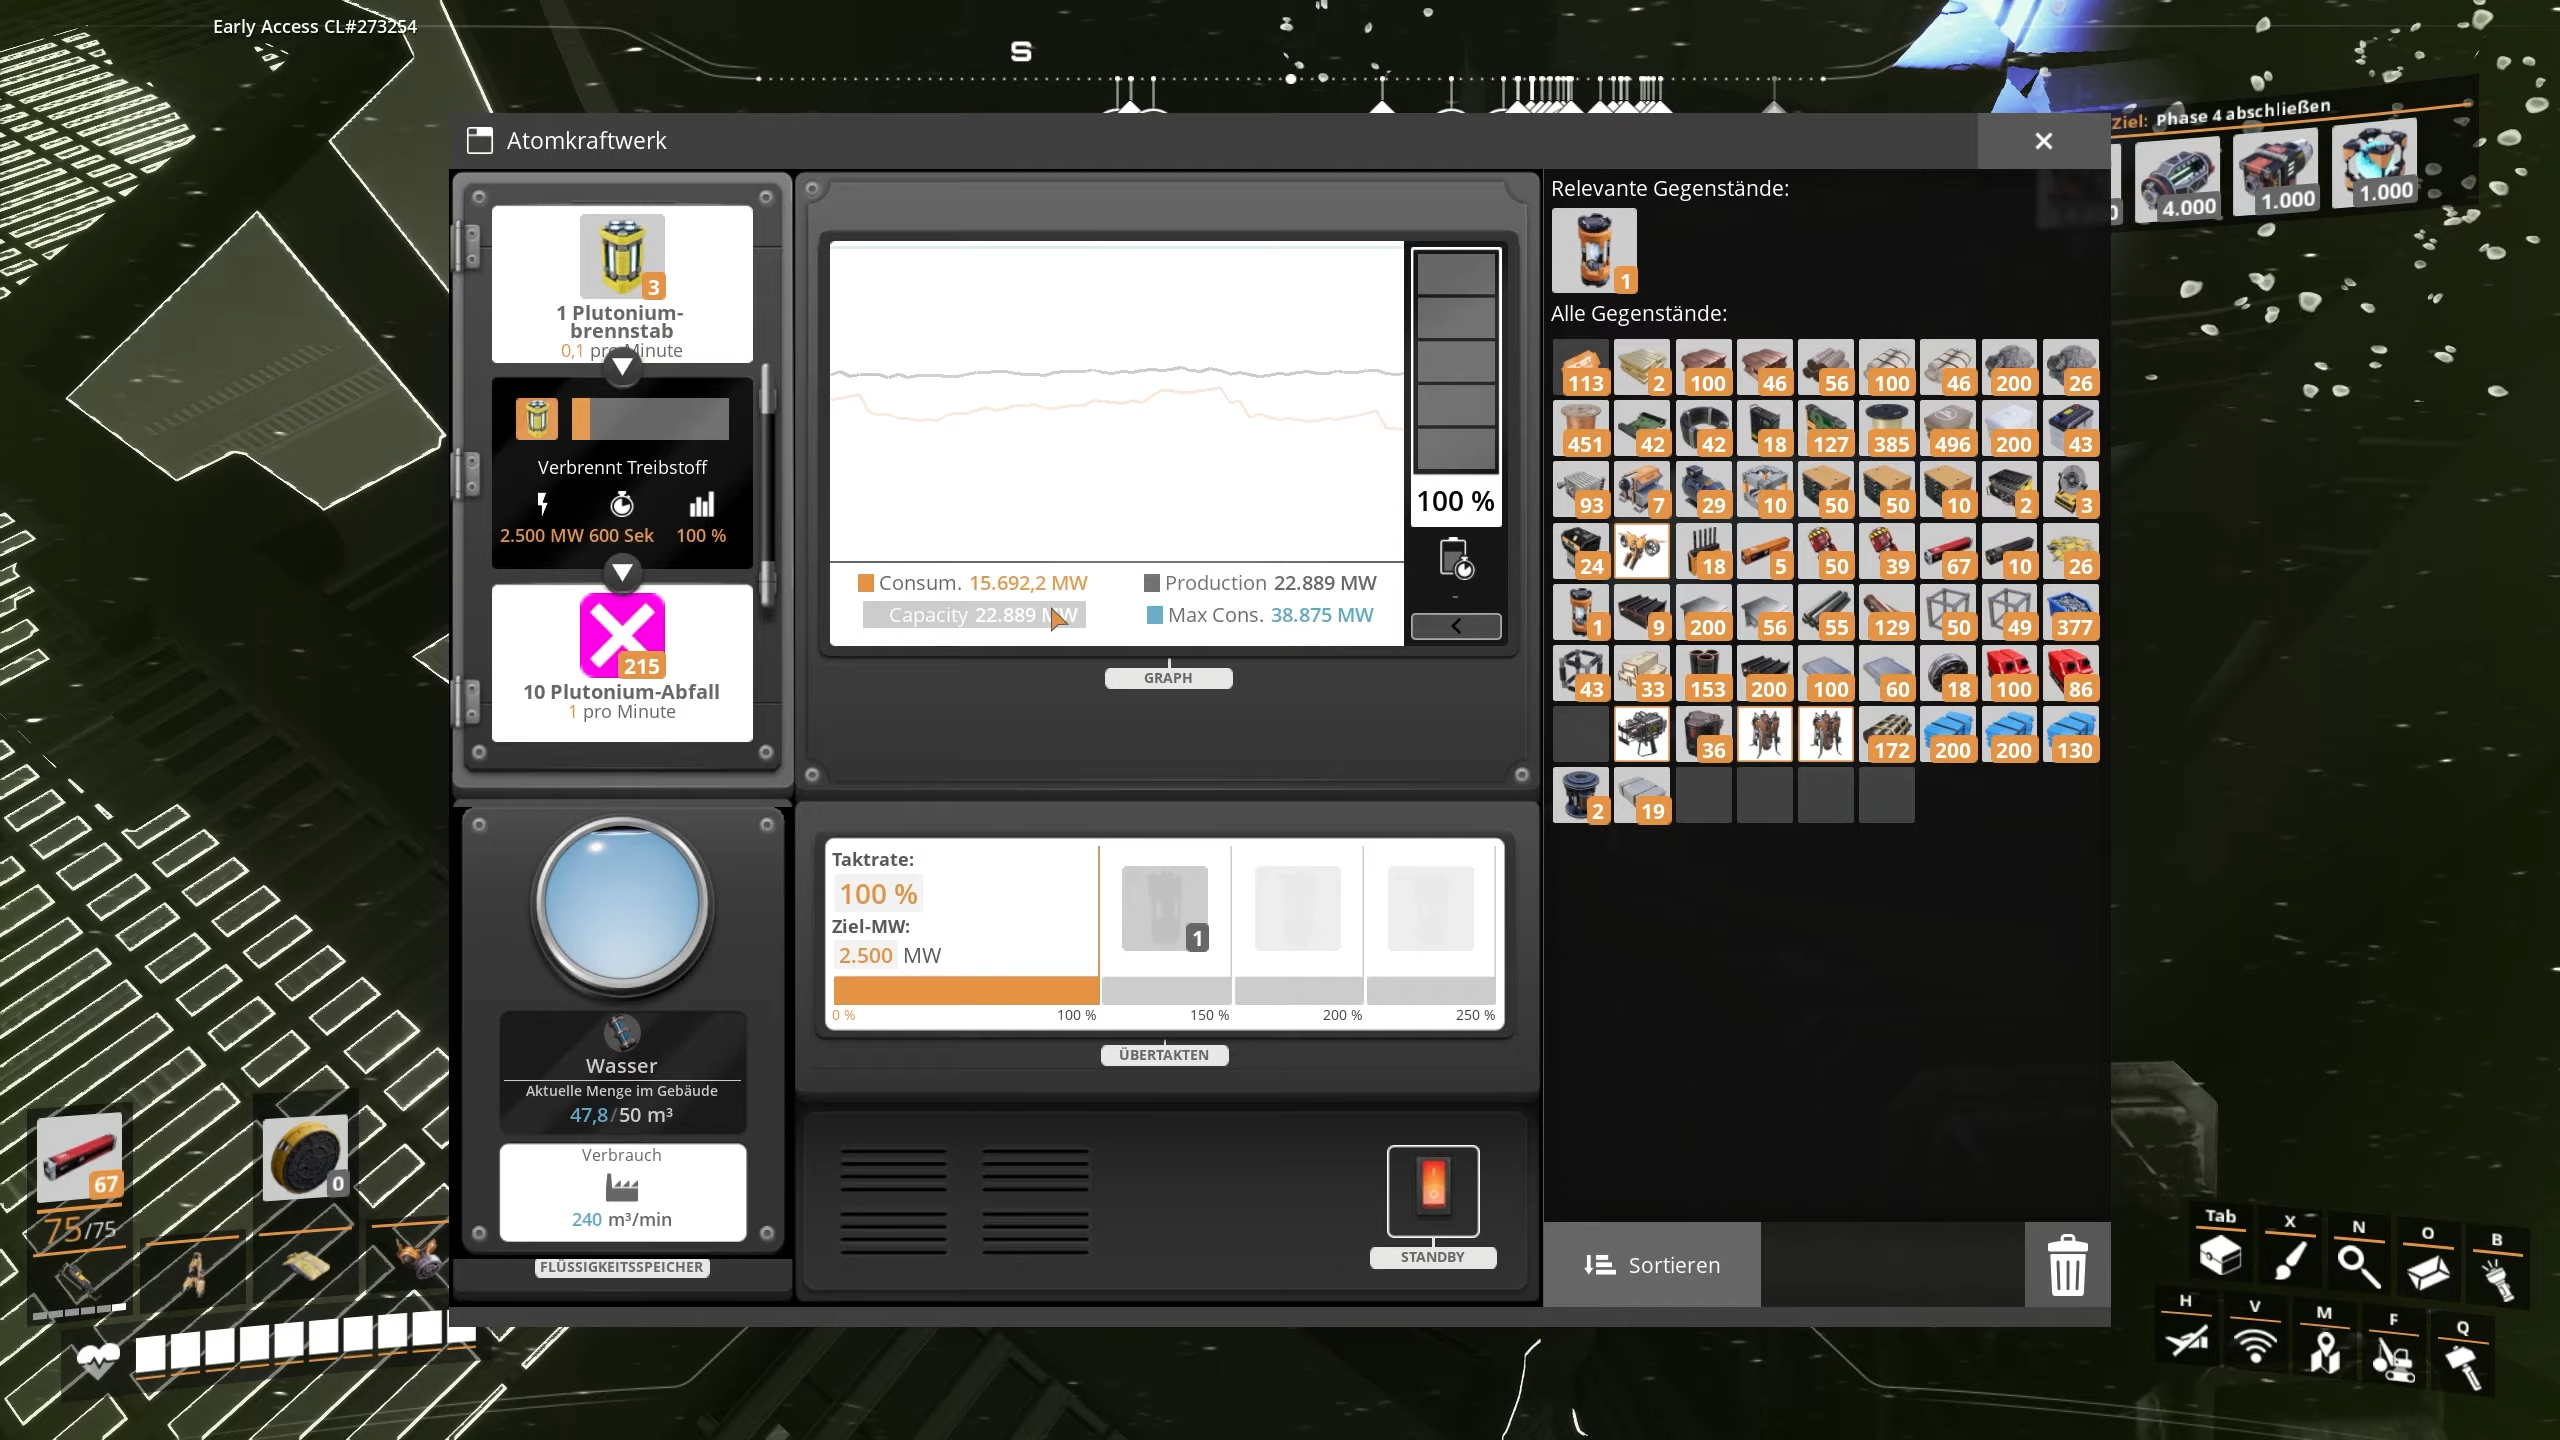 Early Access CL#273254
S
Ziel: Phase 4 abschließen
4.000
1.000
1.000
Atomkraftwerk
3
1 Plutonium-
brennstab
0,1 pro Minute
Verbrennt Treibstoff
2.500 MW 600 Sek 100 %
215
10 Plutonium-Abfall
1 pro Minute
100 %
Consum. 15.692,2 MW
Production 22.889 MW
Capacity 22.889 MW
Max Cons. 38.875 MW
-
GRAPH
Taktrate:
100 %
Ziel-MW:
2.500 MW
1
0 % 100 % 150 % 200 % 250 %
ÜBERTAKTEN
Wasser
Aktuelle Menge im Gebäude
47,8/50 m³
Verbrauch
240 m³/min
FLÜSSIGKEITSSPEICHER
STANDBY
Relevante Gegenstände:
1
Alle Gegenstände:
113 2 100 46 56 100 46 200 26
451 42 42 18 127 385 496 200 43
93 7 29 10 50 50 10 2 3
24 18 5 50 39 67 10 26
1 9 200 56 55 129 50 49 377
43 33 153 200 100 60 18 100 86
36 172 200 200 130
2 19
Sortieren
67
0
75/75
Tab X N O B
H V M F Q